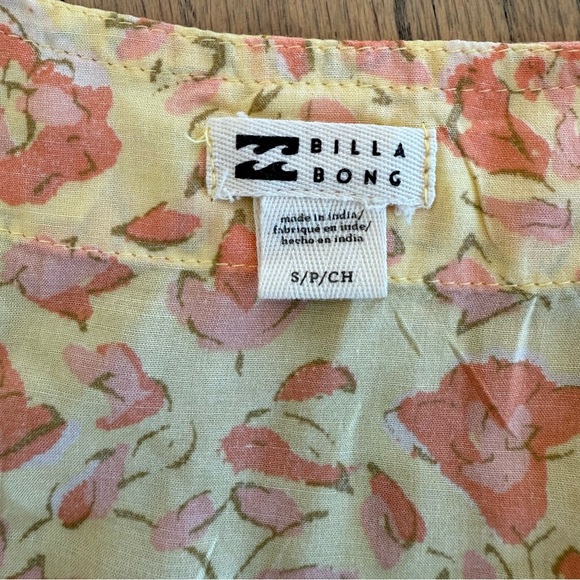 BILLA
BONG
made in india/
fabriqué en inde/
hecho en india
S/P/CH